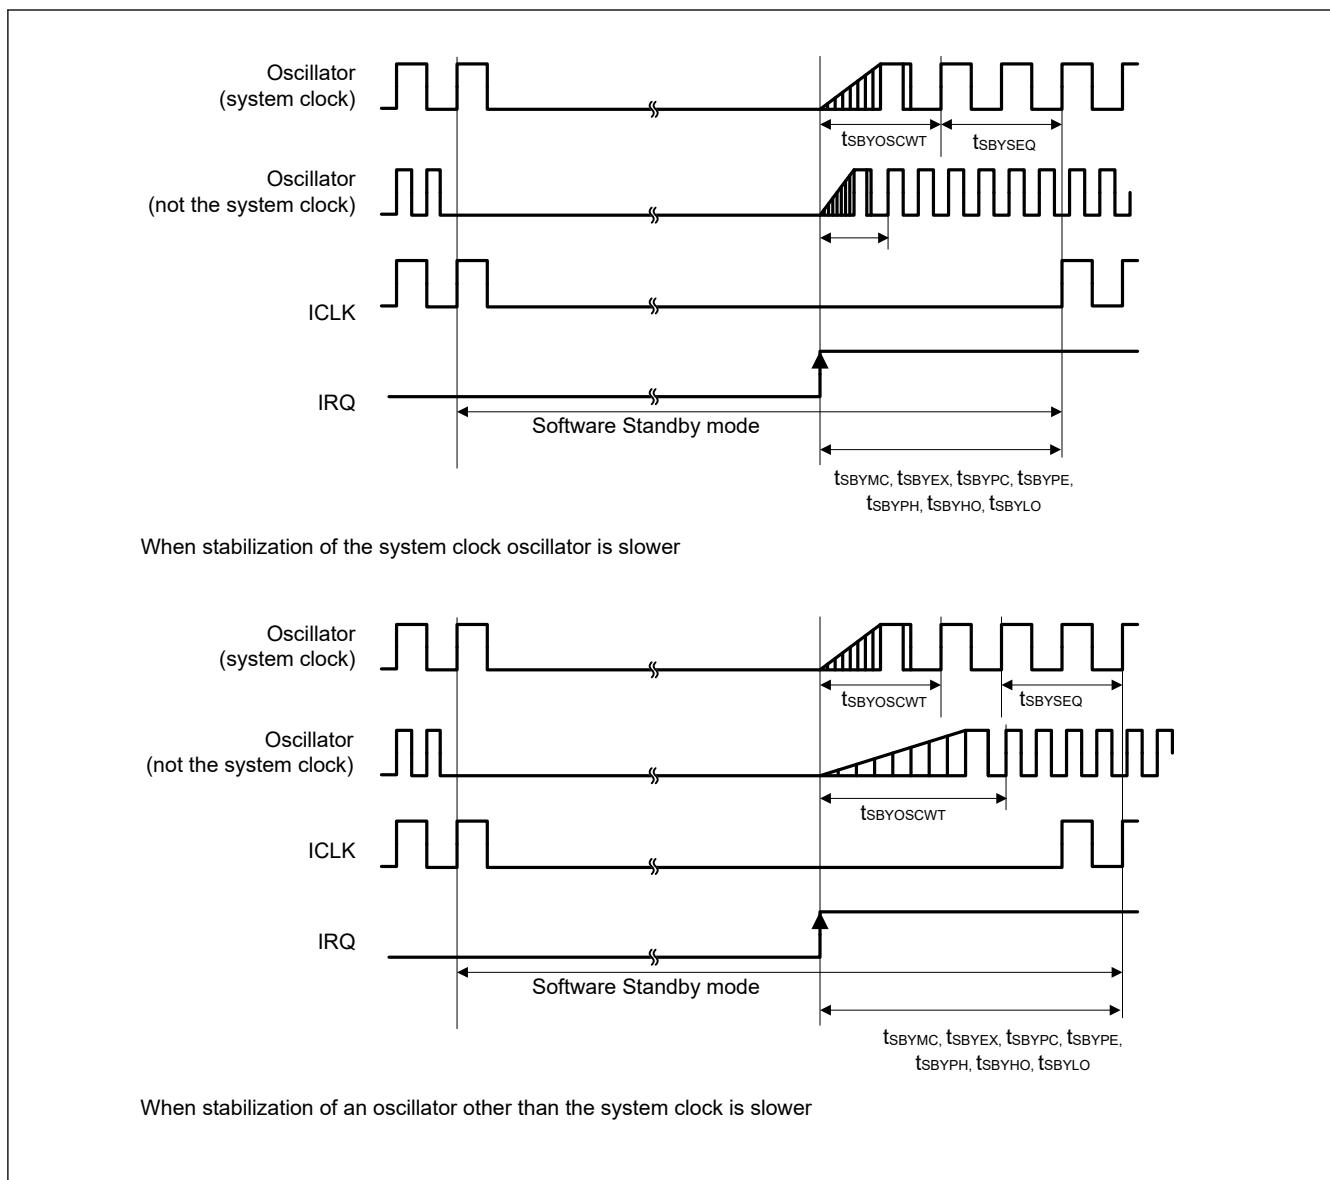 Oscillator
(system clock)
tSBYOSCWT
tSBYSEQ
Oscillator
(not the system clock)
ICLK
IRQ
Software Standby mode
tSBYMC, tSBYEX, tSBYPC, tSBYPE,
tSBYPH, tSBYHO, tSBYLO
When stabilization of the system clock oscillator is slower
Oscillator
(system clock)
tSBYOSCWT
tSBYSEQ
Oscillator
(not the system clock)
tSBYOSCWT
ICLK
IRQ
Software Standby mode
tSBYMC, tSBYEX, tSBYPC, tSBYPE,
tSBYPH, tSBYHO, tSBYLO
When stabilization of an oscillator other than the system clock is slower